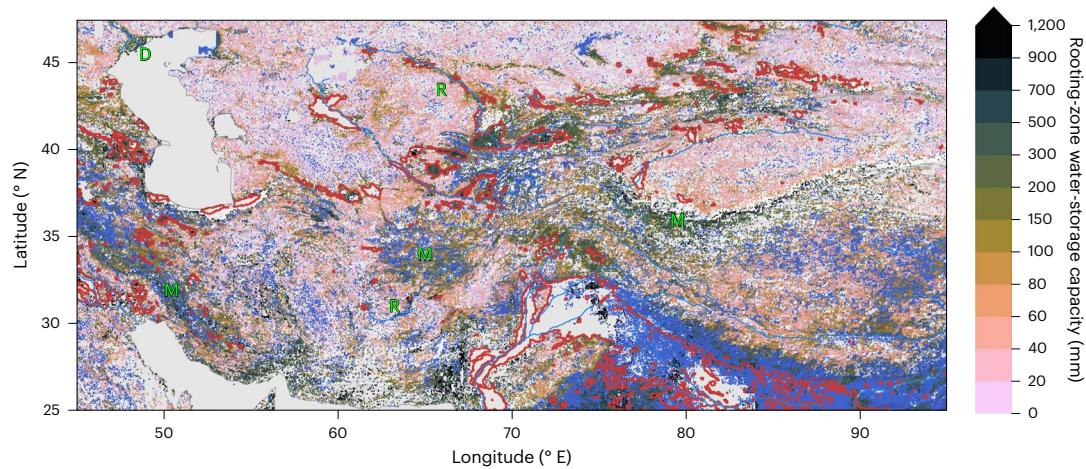 45
40
35
30
25
Latitude (° N)
50
60
70
80
90
Longitude (° E)
D
R
M
M
M
R
1,200
900
700
500
300
200
150
100
80
60
40
20
0
Rooting-zone water-storage capacity (mm)